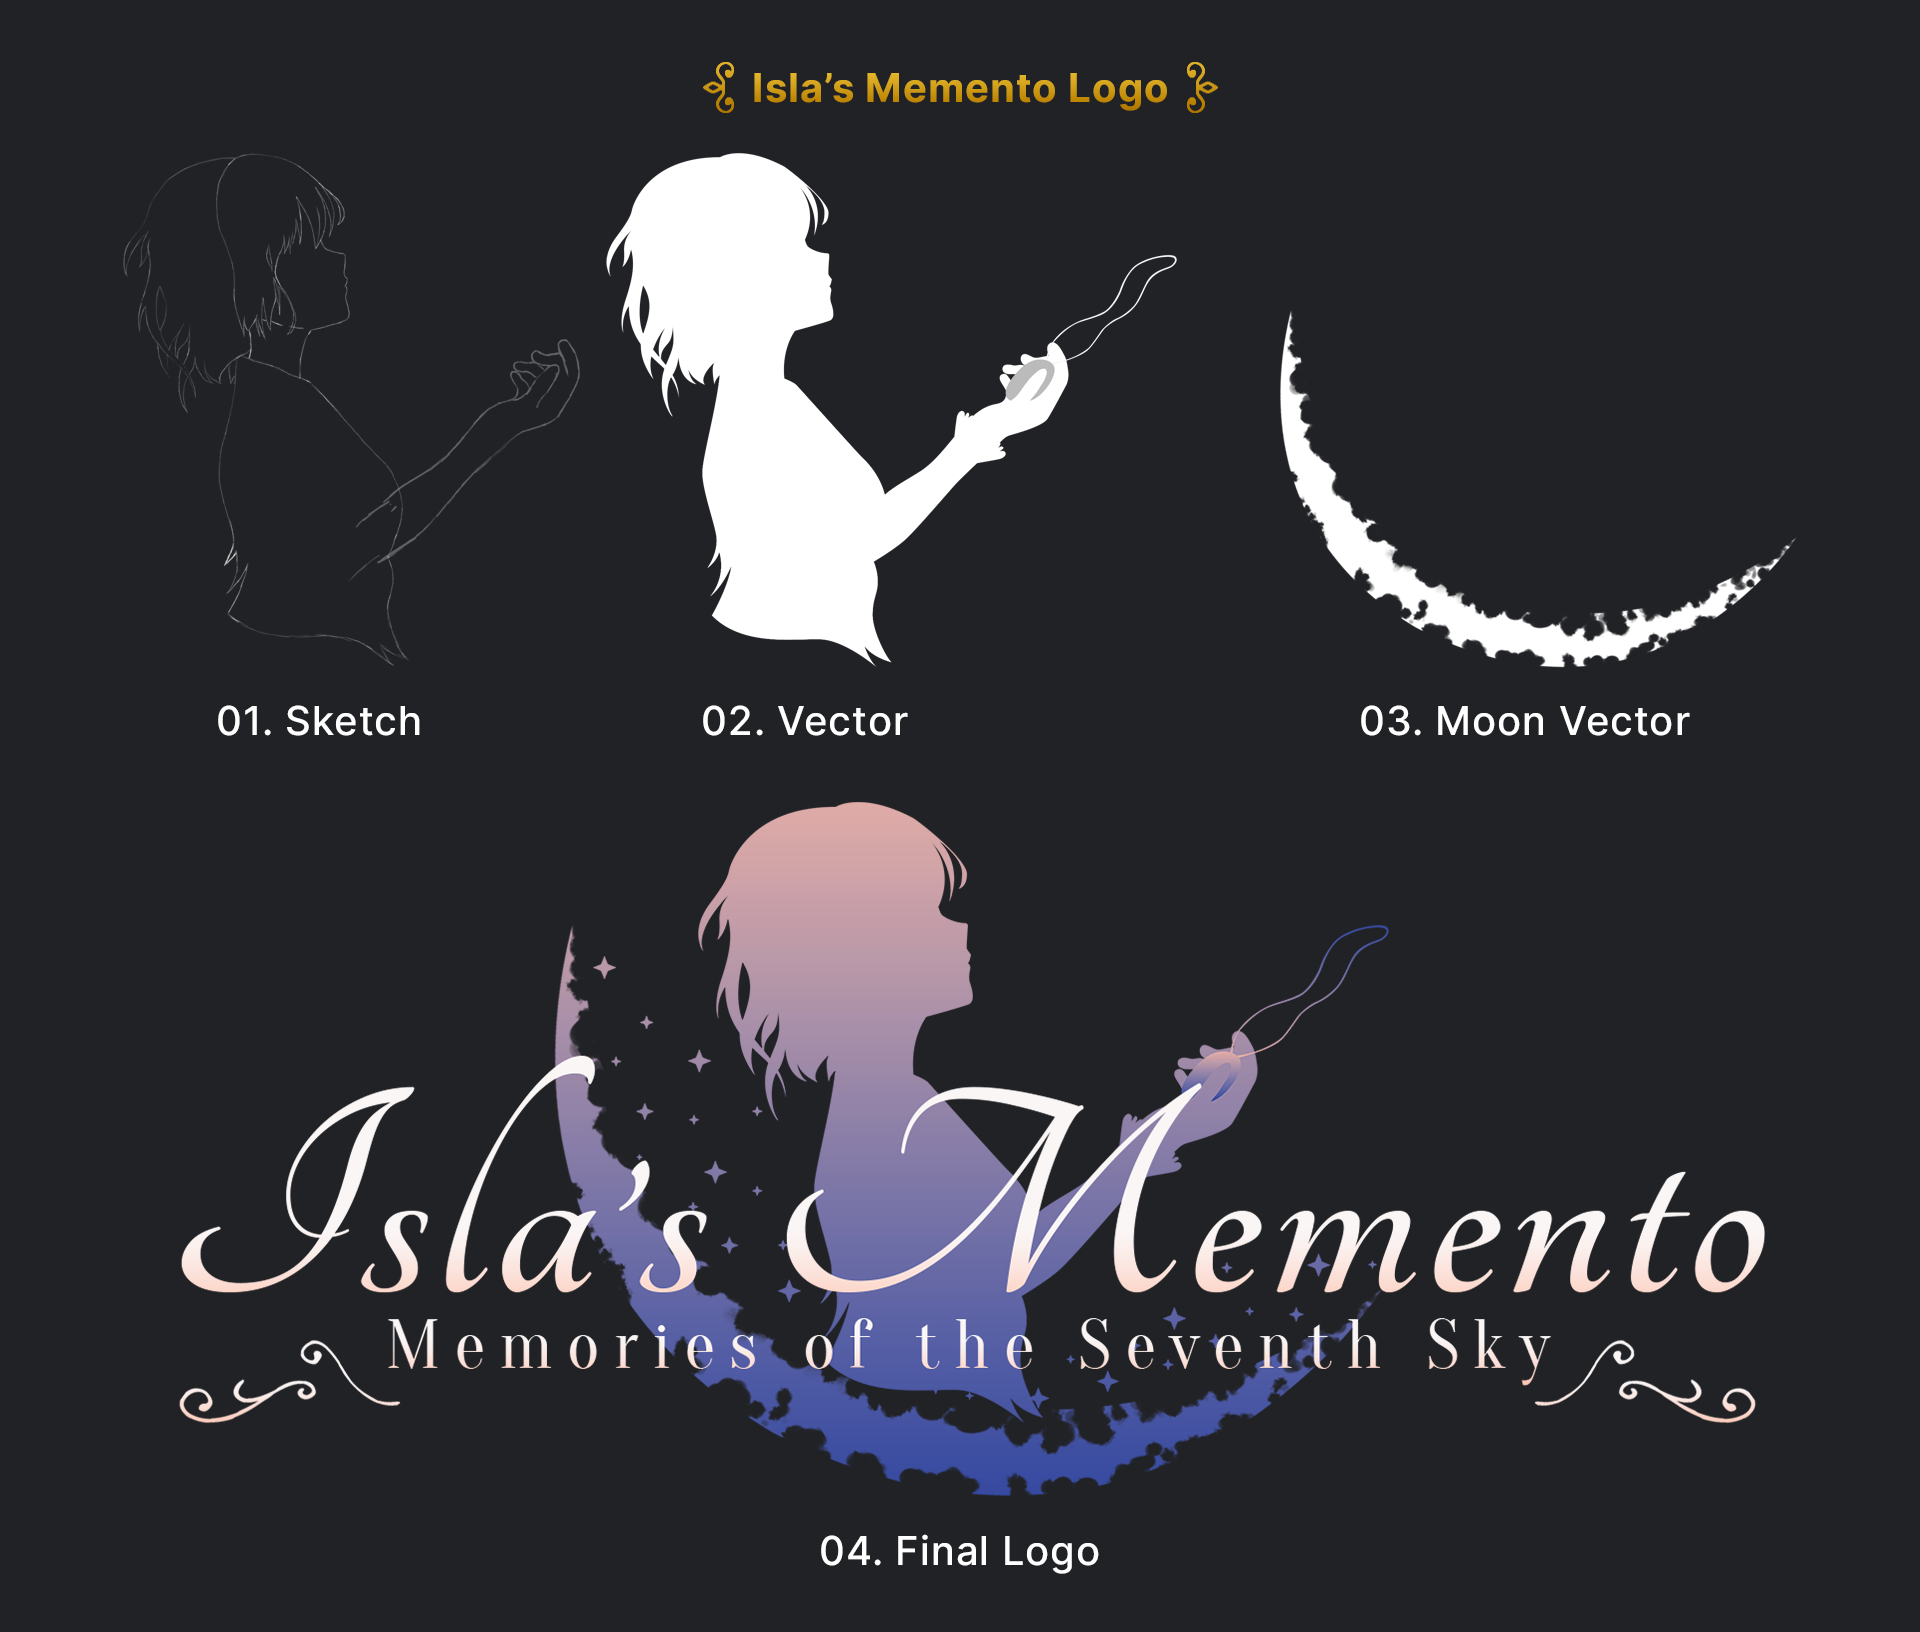 Isla’s Memento Logo
01. Sketch
02. Vector
03. Moon Vector
Isla’s Memento
Memories of the Seventh Sky
04. Final Logo